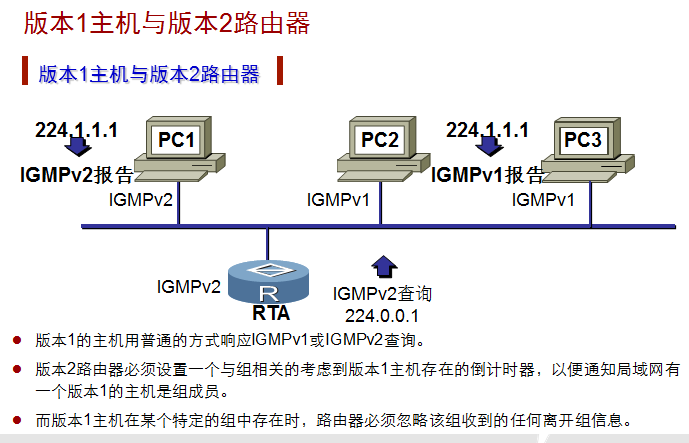 版本1主机与版本2路由器
版本1主机与版本2路由器
224.1.1.1
PC1
PC2
224.1.1.1
PC3
IGMPv2报告
IGMPv1报告
IGMPv2
IGMPv1
IGMPv1
IGMPv2
R
RTA
IGMPv2查询
224.0.0.1
版本1的主机用普通的方式响应IGMPv1或IGMPv2查询。
版本2路由器必须设置一个与组相关的考虑到版本1主机存在的倒计时器，以便通知局域网有
一个版本1的主机是组成员。
而版本1主机在某个特定的组中存在时，路由器必须忽略该组收到的任何离开组信息。